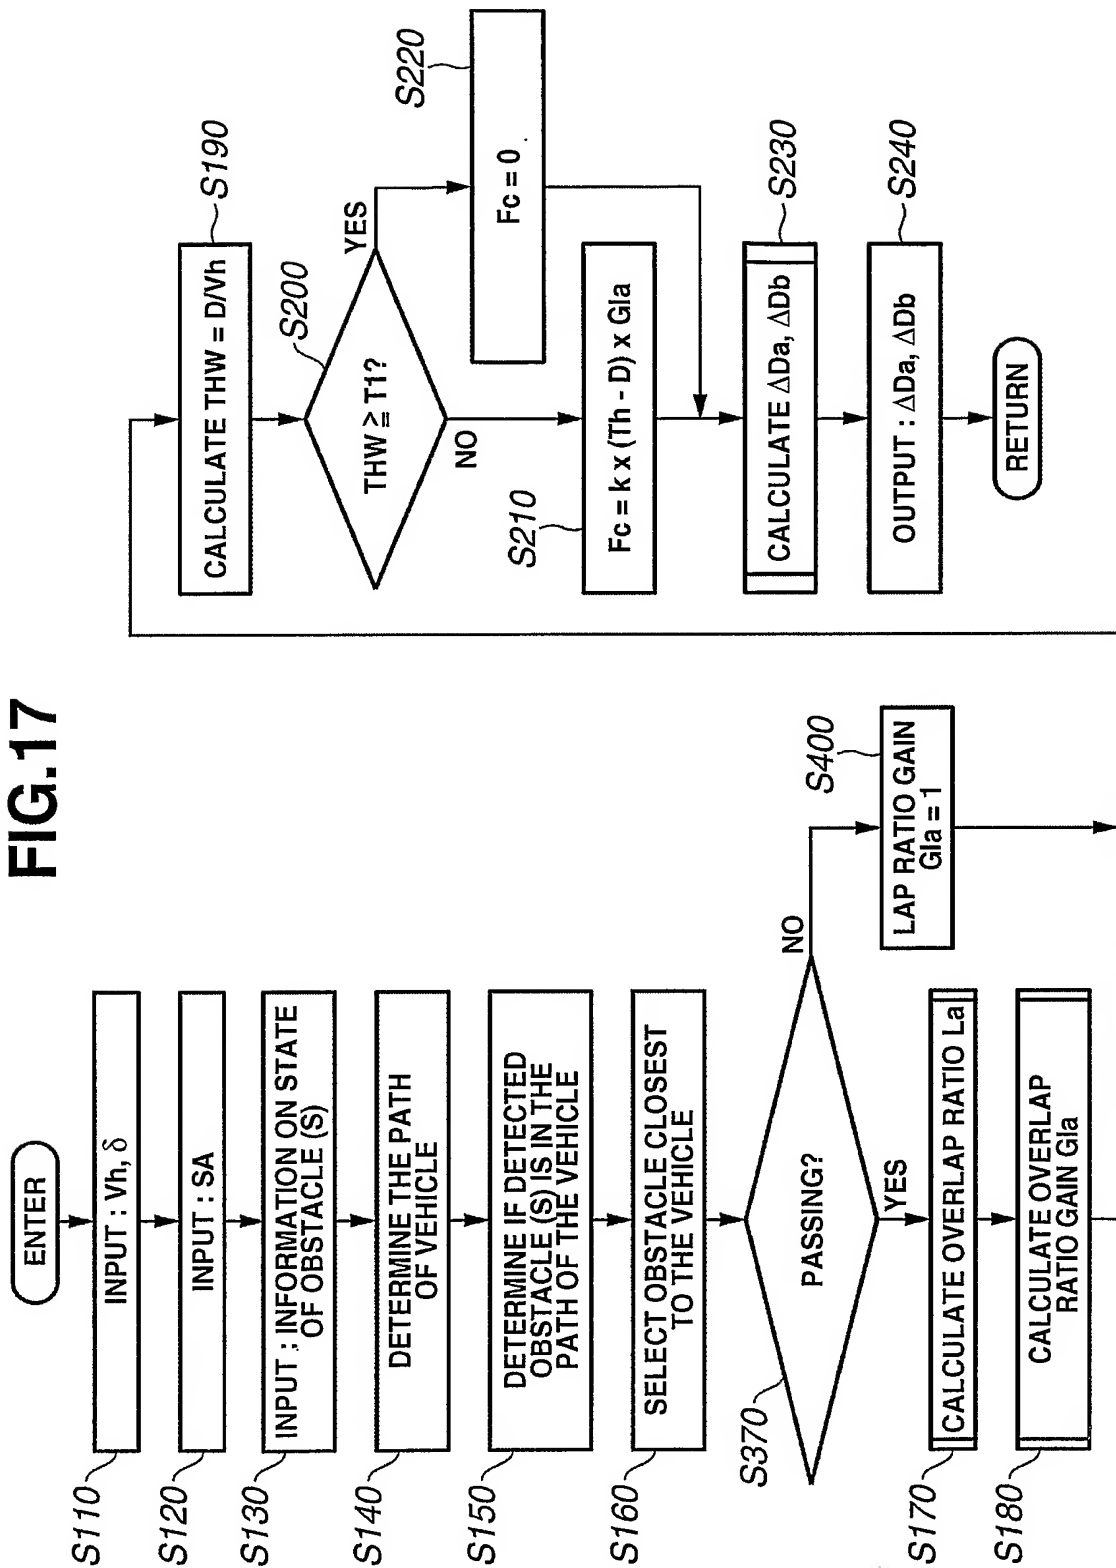 FIG.17
ENTER
S110
INPUT : Vh, δ
S120
INPUT : SA
S130
INPUT ; INFORMATION ON STATE
OF OBSTACLE (S)
S140
DETERMINE THE PATH
OF VEHICLE
S150
DETERMINE IF DETECTED
OBSTACLE (S) IS IN THE
PATH OF THE VEHICLE
S160
SELECT OBSTACLE CLOSEST
TO THE VEHICLE
S370
PASSING?
NO
YES
S400
LAP RATIO GAIN
Gla = 1
S170
CALCULATE OVERLAP RATIO La
S180
CALCULATE OVERLAP
RATIO GAIN Gla
S190
CALCULATE THW = D/Vh
S200
THW ≧ T1?
YES
NO
S220
Fc = 0
S210
Fc = k x (Th - D) x Gla
S230
CALCULATE ΔDa, ΔDb
S240
OUTPUT : ΔDa, ΔDb
RETURN